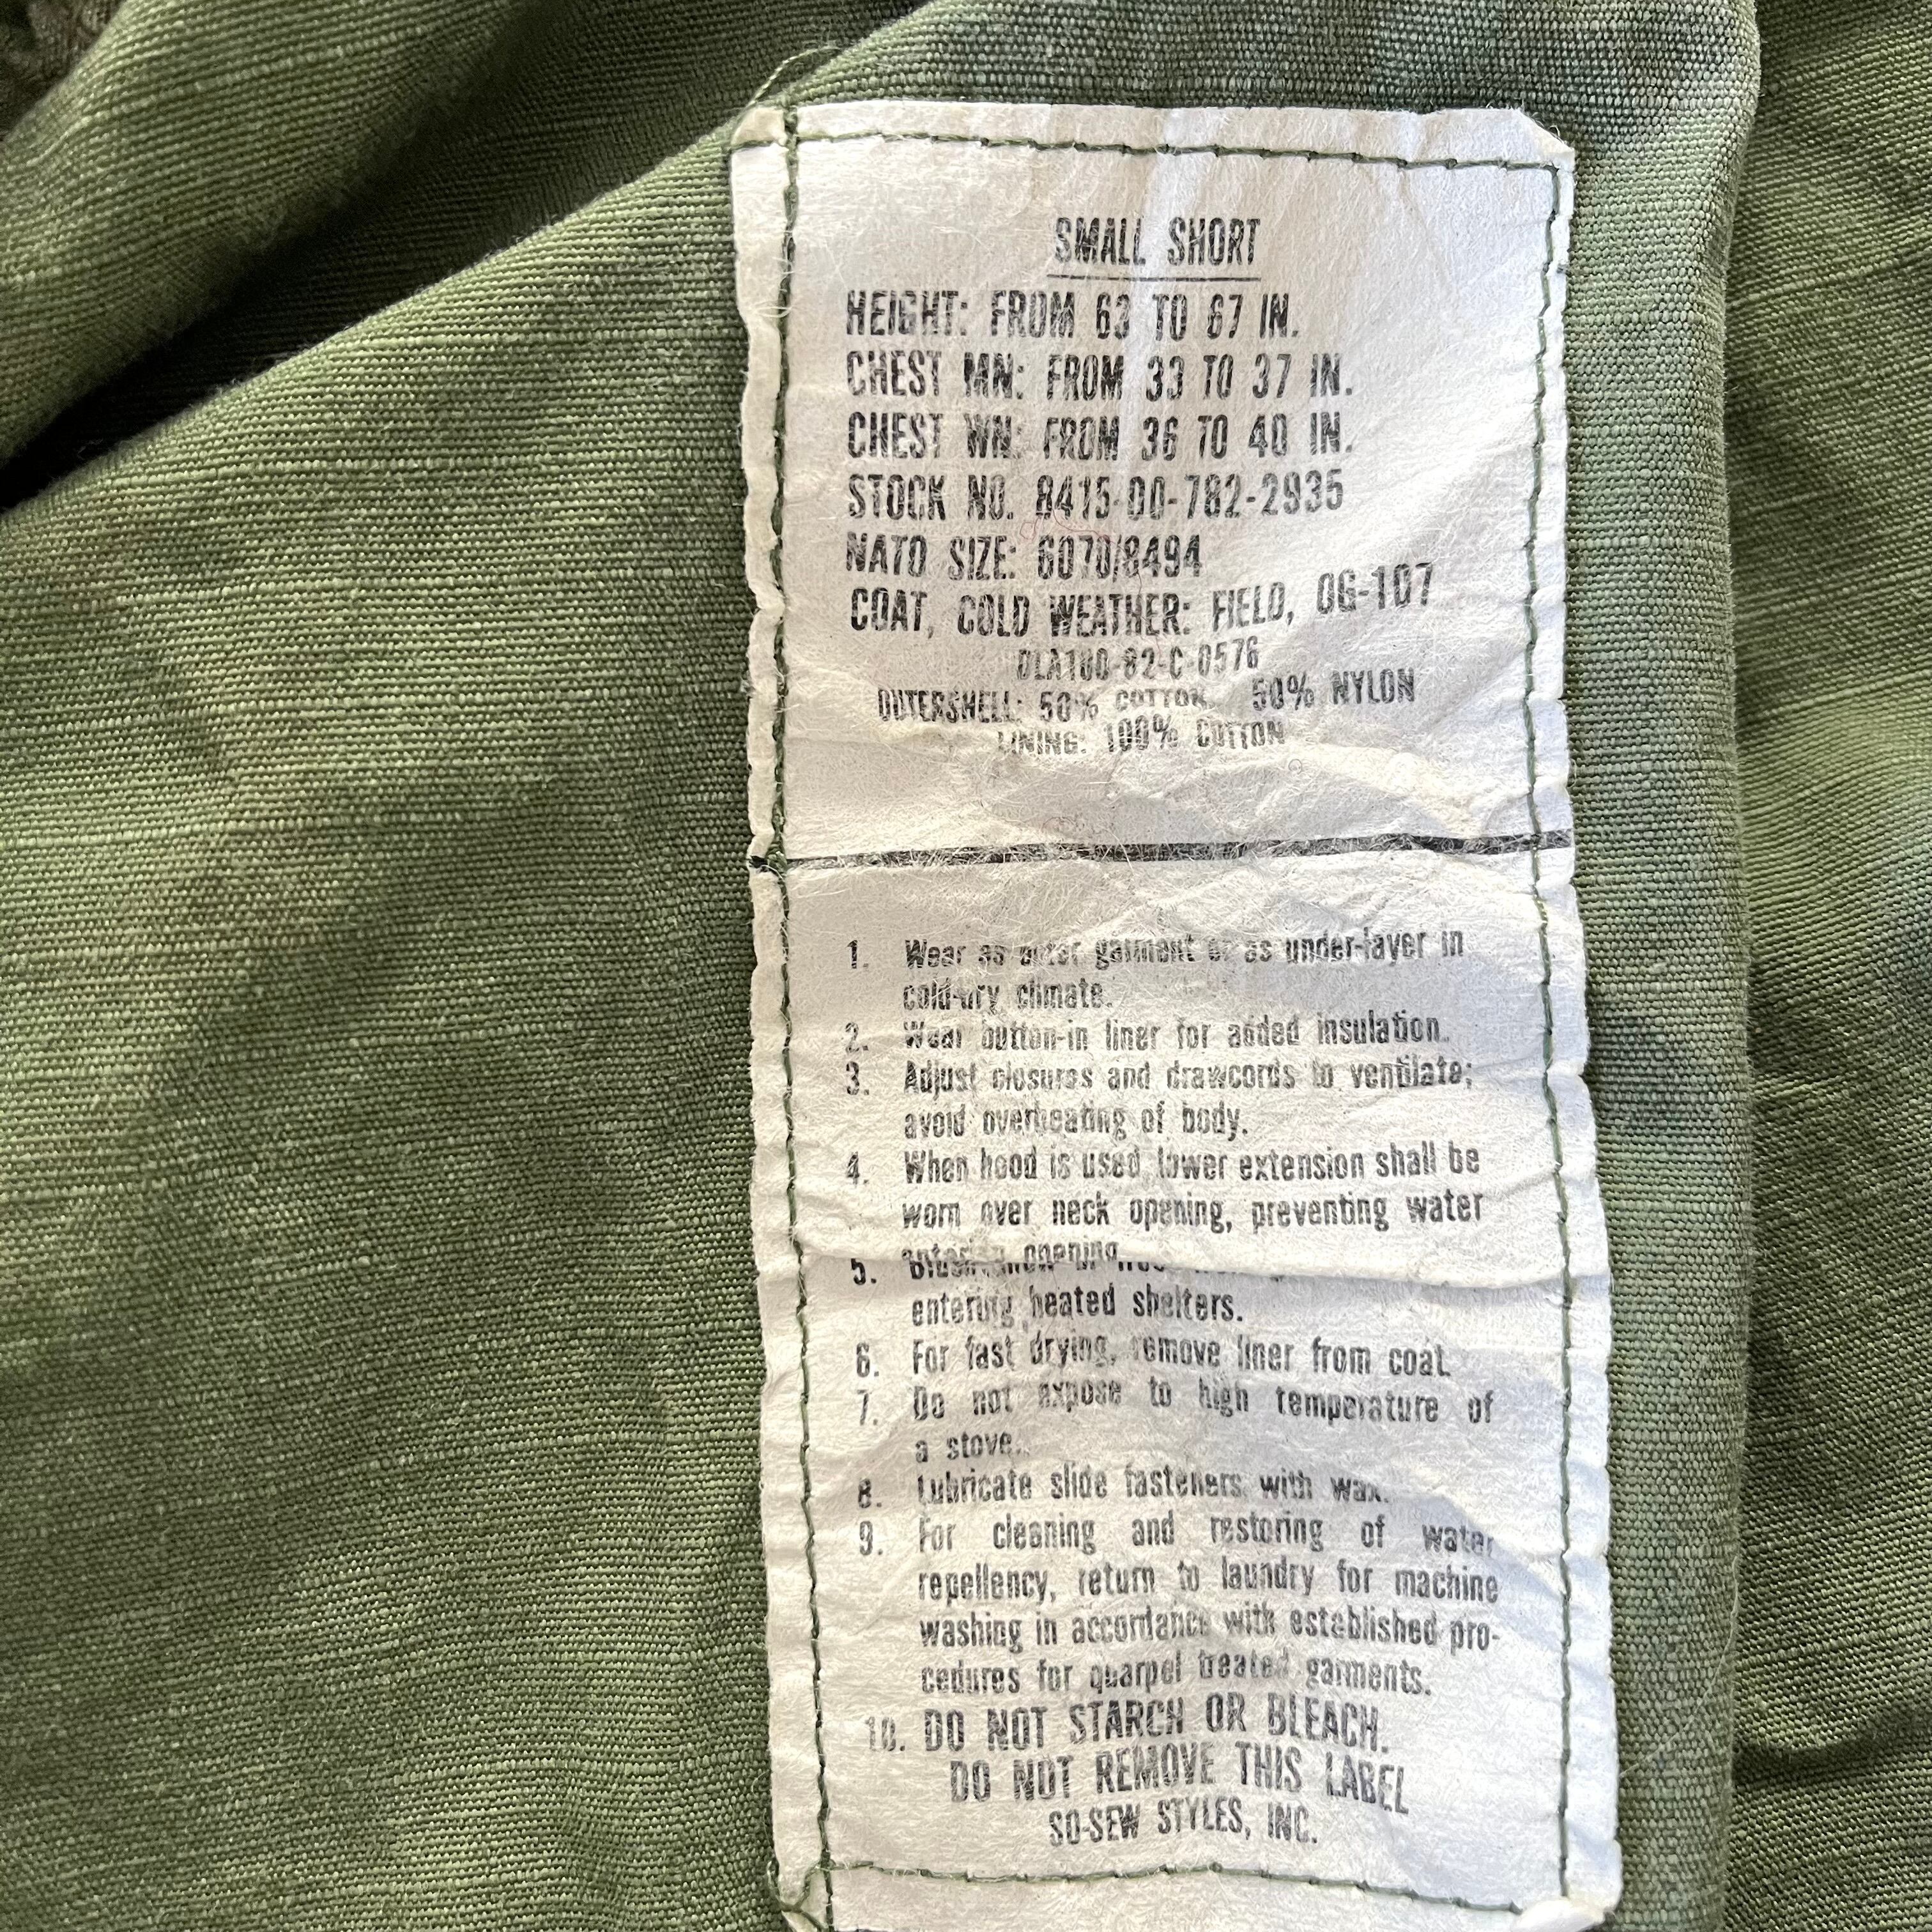 SMALL SHORT
HEIGHT: FROM 63 TO 67 IN.
CHEST MN: FROM 33 TO 37 IN.
CHEST WN: FROM 36 TO 40 IN.
STOCK NO. 8415-00-782-2935
NATO SIZE: 6070/8494
COAT, COLD WEATHER: FIELD, OG-107
DLA100-82-C-0576
OUTERSHELL: 50% COTTON, 50% NYLON
LINING: 100% COTTON
1. Wear as outer garment or as under-layer in
cold-dry climate.
2. Wear button-in liner for added insulation.
3. Adjust closures and drawcords to ventilate;
avoid overheating of body.
4. When hood is used, lower extension shall be
worn over neck opening, preventing water
entering opening.
5. Brush snow or
entering heated shelters.
6. For fast drying, remove liner from coat.
7. Do not expose to high temperature of
a stove.
8. Lubricate slide fasteners with wax.
9. For cleaning and restoring of water
repellency, return to laundry for machine
washing in accordance with established pro-
cedures for quarpel treated garments.
10. DO NOT STARCH OR BLEACH.
DO NOT REMOVE THIS LABEL
SO-SEW STYLES, INC.